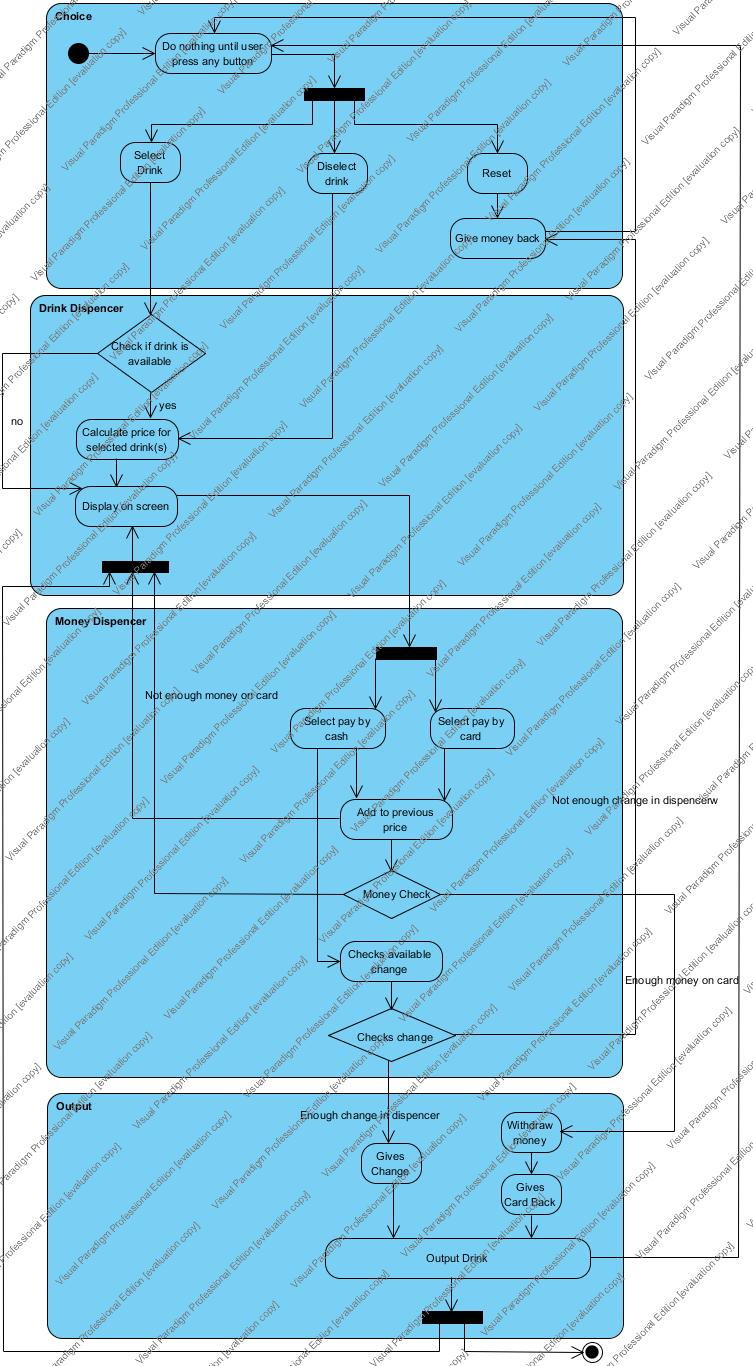 Choice
Do nothing until user
press any button
Select
Drink
Diselect
drink
Reset
Give money back
Drink Dispencer
Check if drink is
available
yes
no
Calculate price for
selected drink(s)
Display on screen
Money Dispencer
Not enough money on card
Select pay by
cash
Select pay by
card
Not enough change in dispencerw
Add to previous
price
Money Check
Checks available
change
Enough money on card
Checks change
Output
Enough change in dispencer
Withdraw
money
Gives
Change
Gives
Card Back
Output Drink
Visual Paradigm Professional Edition [evaluation copy]